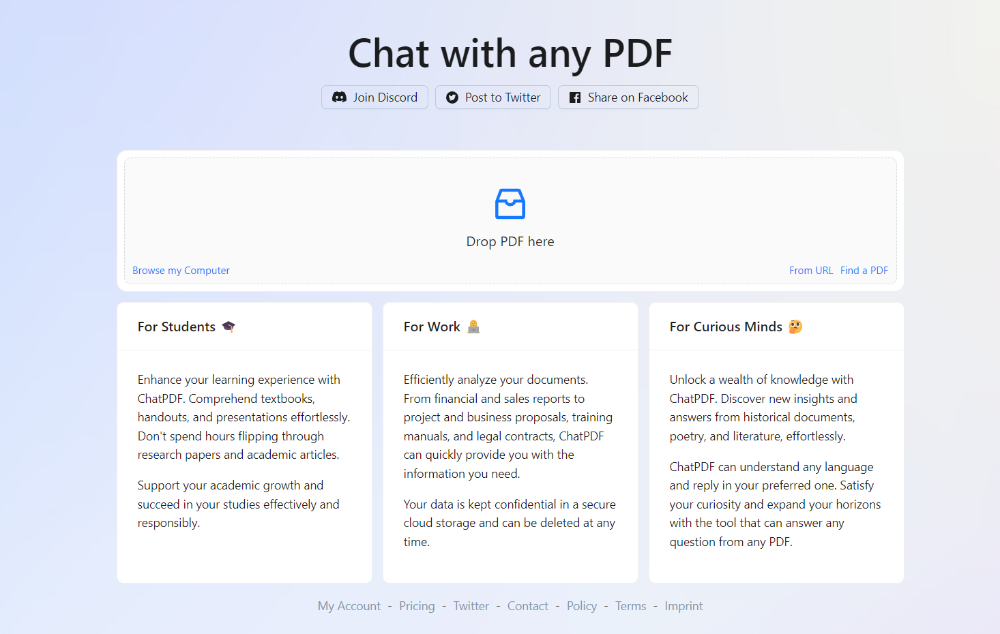 Chat with any PDF
Join Discord
Post to Twitter
Share on Facebook
Drop PDF here
Browse my Computer
From URL
Find a PDF
For Students
Enhance your learning experience with
ChatPDF. Comprehend textbooks,
handouts, and presentations effortlessly.
Don't spend hours flipping through
research papers and academic articles.
Support your academic growth and
succeed in your studies effectively and
responsibly.
For Work
Efficiently analyze your documents.
From financial and sales reports to
project and business proposals, training
manuals, and legal contracts, ChatPDF
can quickly provide you with the
information you need.
Your data is kept confidential in a secure
cloud storage and can be deleted at any
time.
For Curious Minds
Unlock a wealth of knowledge with
ChatPDF. Discover new insights and
answers from historical documents,
poetry, and literature, effortlessly.
ChatPDF can understand any language
and reply in your preferred one. Satisfy
your curiosity and expand your horizons
with the tool that can answer any
question from any PDF.
My Account - Pricing - Twitter - Contact - Policy - Terms - Imprint